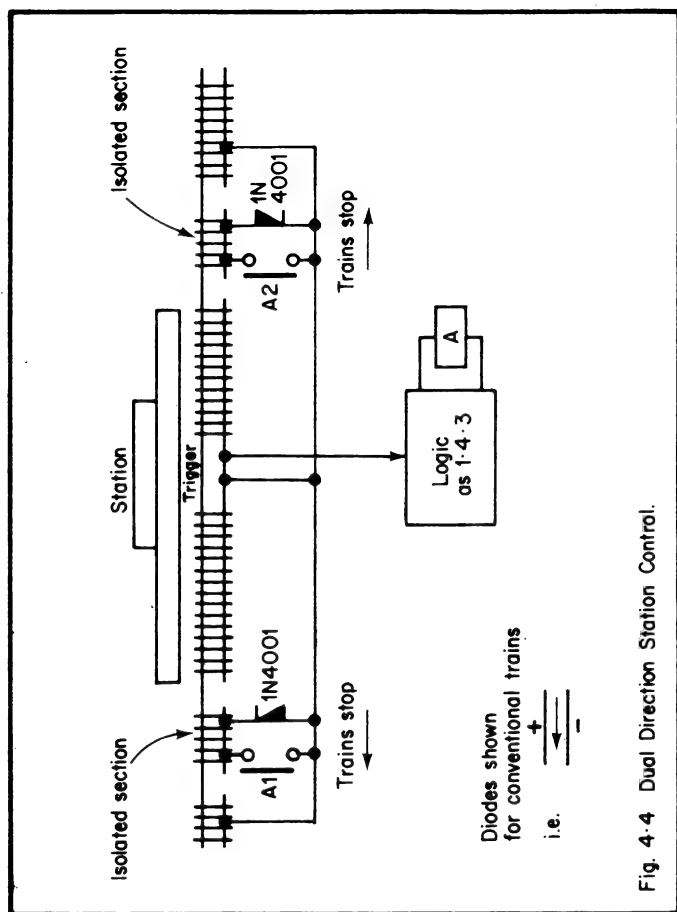 Isolated section
Station
Isolated section
Trigger
A1
1N4001
A2
1N
4001
Trains stop
Trains stop
Diodes shown
for conventional trains
i.e.
+
-
Logic
as 1·4·3
A
Fig. 4·4 Dual Direction Station Control.